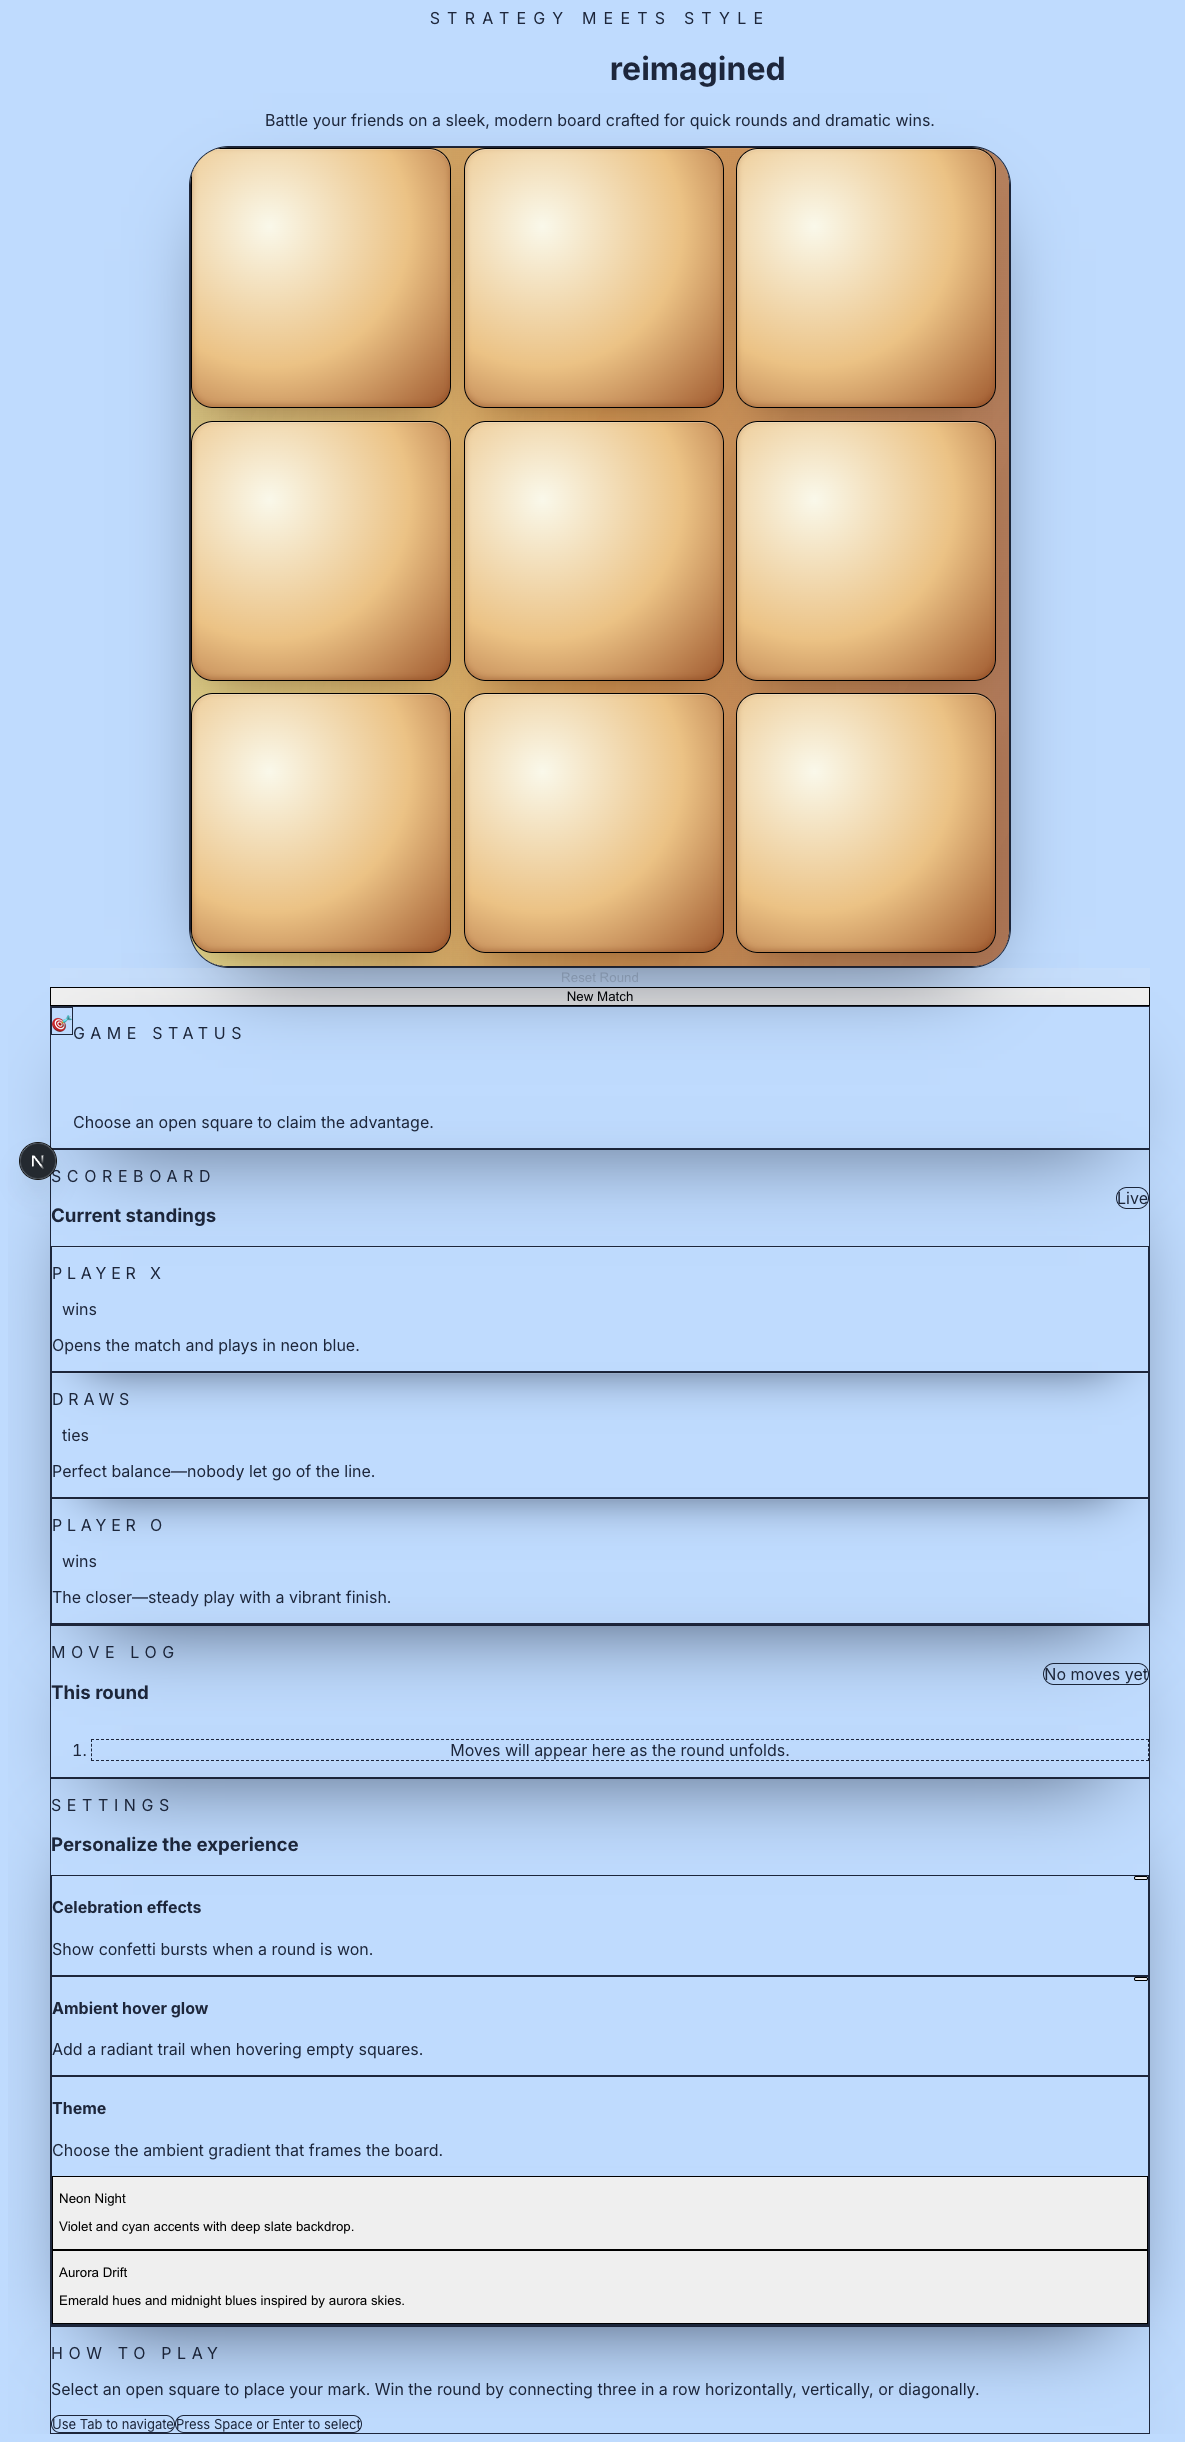 STRATEGY MEETS STYLE
reimagined
Battle your friends on a sleek, modern board crafted for quick rounds and dramatic wins.
Reset Round
New Match
GAME STATUS
Choose an open square to claim the advantage.
N
SCOREBOARD
Live
Current standings
PLAYER X
wins
Opens the match and plays in neon blue.
DRAWS
ties
Perfect balance—nobody let go of the line.
PLAYER O
wins
The closer—steady play with a vibrant finish.
MOVE LOG
No moves yet
This round
1. Moves will appear here as the round unfolds.
SETTINGS
Personalize the experience
Celebration effects
Show confetti bursts when a round is won.
Ambient hover glow
Add a radiant trail when hovering empty squares.
Theme
Choose the ambient gradient that frames the board.
Neon Night
Violet and cyan accents with deep slate backdrop.
Aurora Drift
Emerald hues and midnight blues inspired by aurora skies.
HOW TO PLAY
Select an open square to place your mark. Win the round by connecting three in a row horizontally, vertically, or diagonally.
Use Tab to navigate Press Space or Enter to select